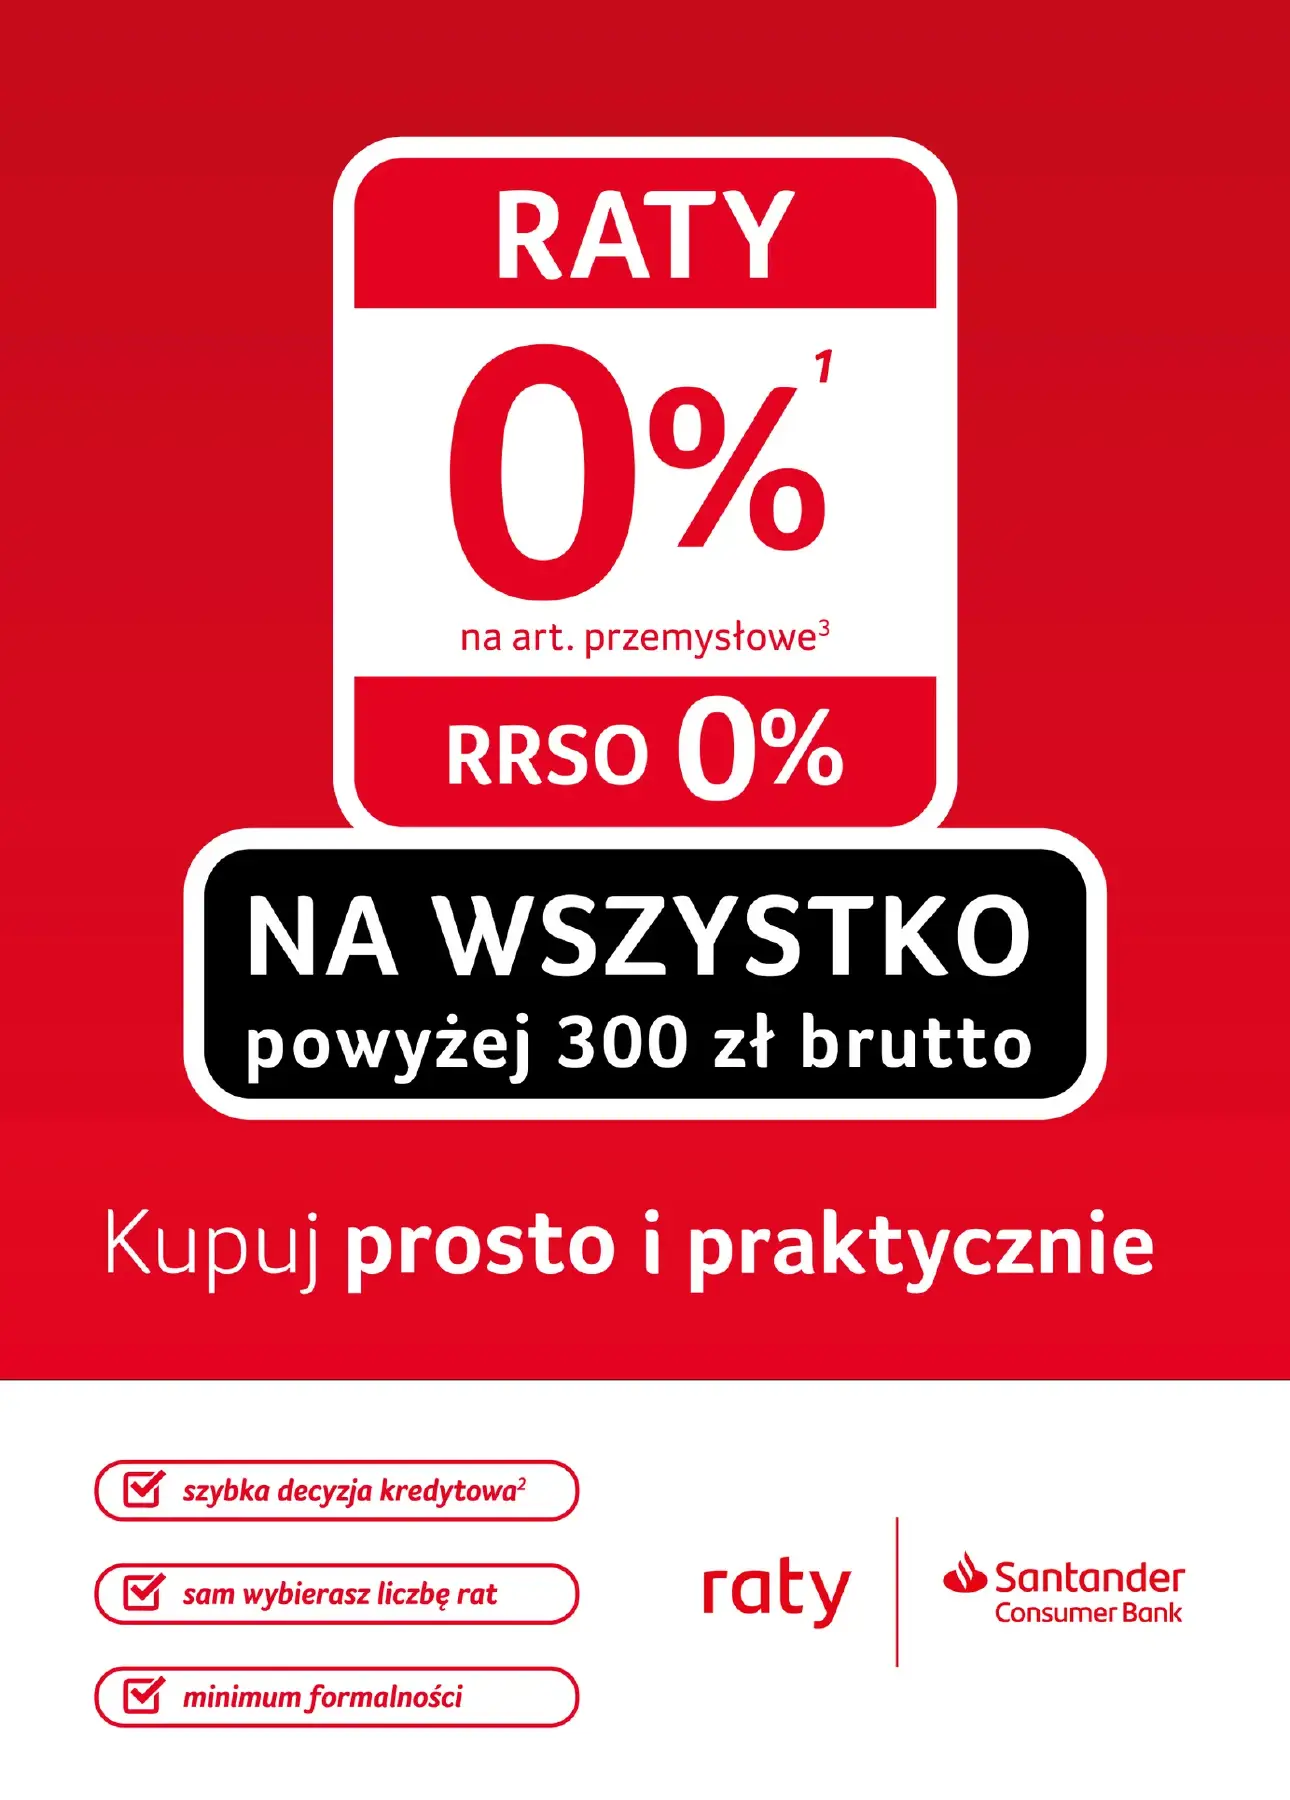 RATY
0%¹
na art. przemysłowe³
RRSO 0%
NA WSZYSTKO
powyżej 300 zł brutto
Kupuj prosto i praktycznie
szybka decyzja kredytowa²
sam wybierasz liczbę rat
minimum formalności
raty
Santander
Consumer Bank